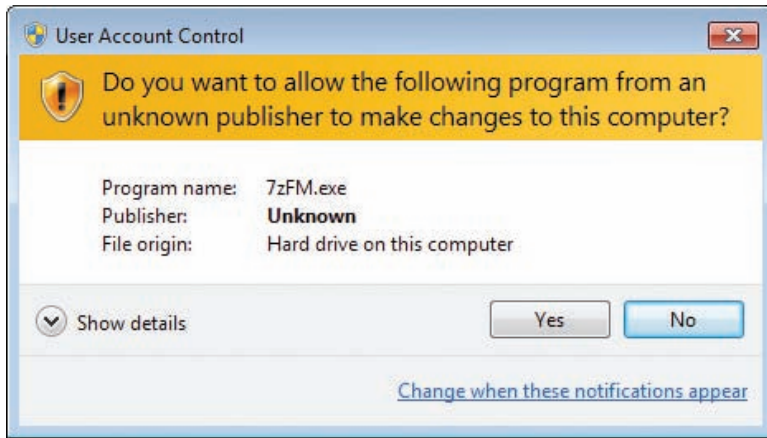 User Account Control
Do you want to allow the following program from an
unknown publisher to make changes to this computer?
Program name: 7zFM.exe
Publisher: Unknown
File origin: Hard drive on this computer
Show details Yes No
Change when these notifications appear